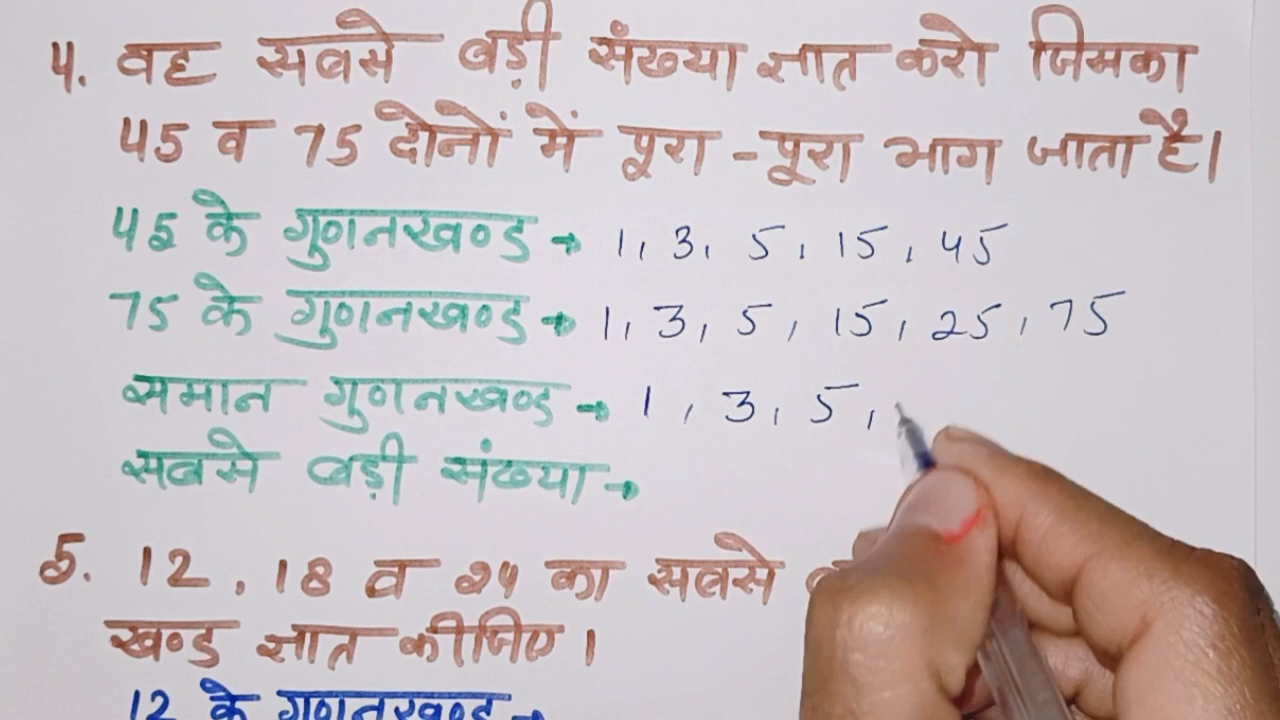 4. वह सबसे बड़ी संख्या ज्ञात करो जिसका
45 व 75 दोनों में पूरा-पूरा भाग जाता है।
45 के गुणनखण्ड → 1, 3, 5, 15, 45
75 के गुणनखण्ड → 1, 3, 5, 15, 25, 75
समान गुणनखण्ड → 1, 3, 5,
सबसे बड़ी संख्या →
5. 12, 18 व 24 का सबसे
खण्ड ज्ञात कीजिए।
12 के गुणनखण्ड →